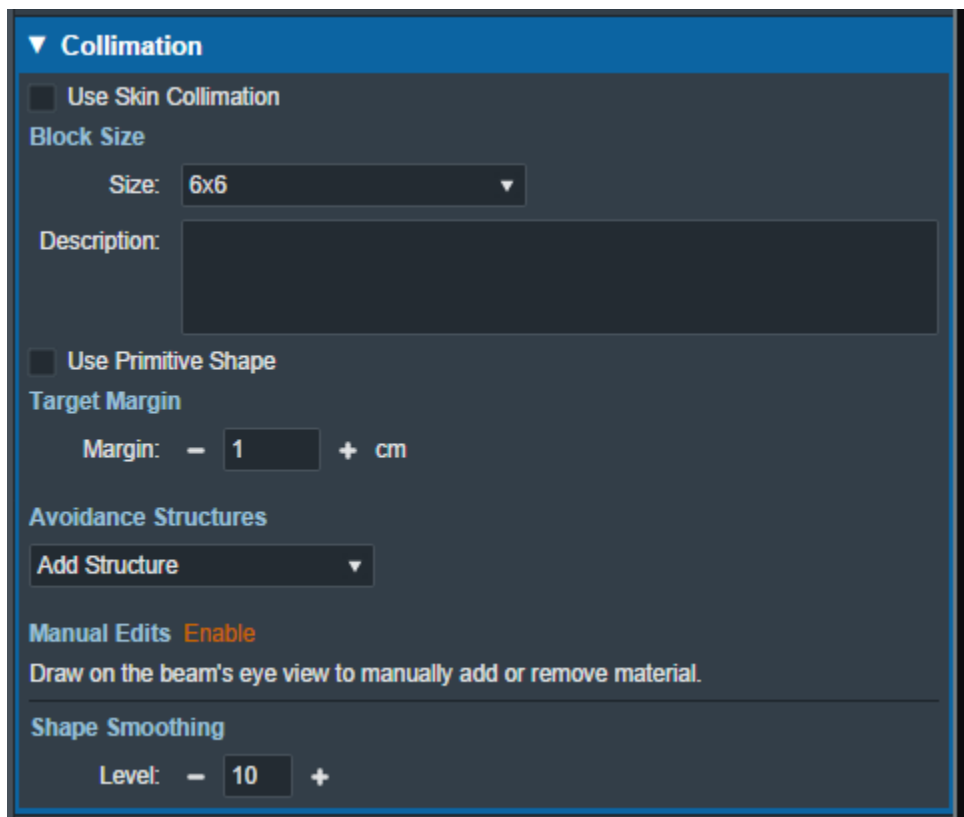 Collimation
Use Skin Collimation
Block Size
Size: 6x6
Description:
Use Primitive Shape
Target Margin
Margin: − 1 + cm
Avoidance Structures
Add Structure
Manual Edits Enable
Draw on the beam's eye view to manually add or remove material.
Shape Smoothing
Level: − 10 +